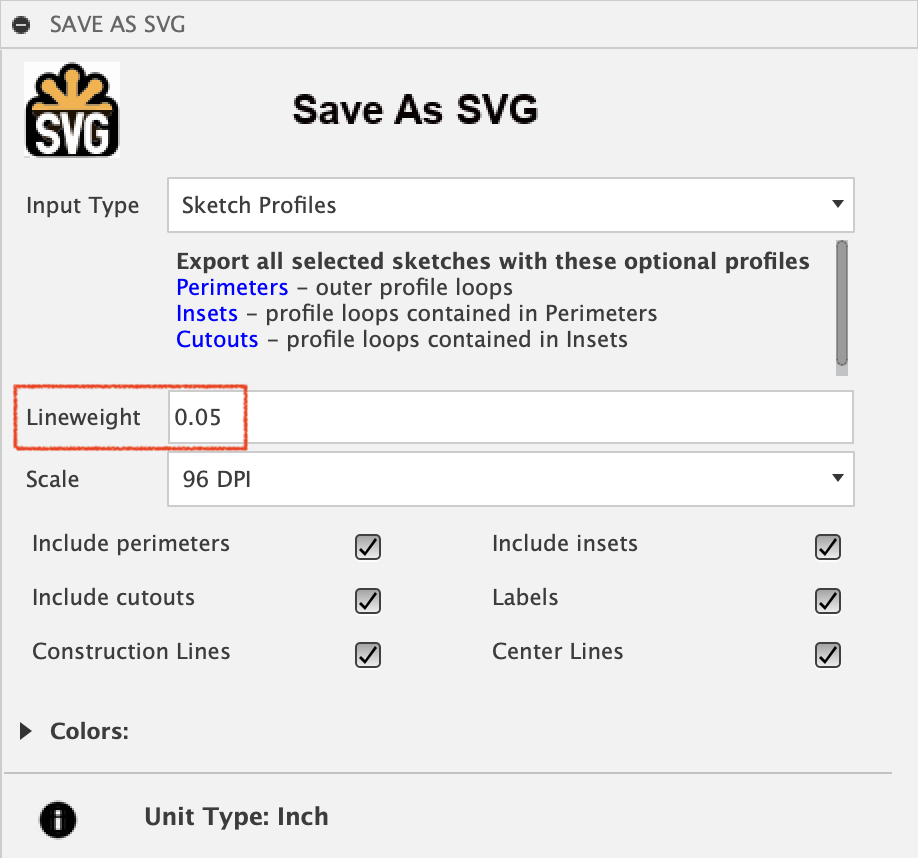 SAVE AS SVG
SVG
Save As SVG
Input Type Sketch Profiles
Export all selected sketches with these optional profiles
Perimeters – outer profile loops
Insets – profile loops contained in Perimeters
Cutouts – profile loops contained in Insets
Lineweight 0.05
Scale 96 DPI
Include perimeters Include insets
Include cutouts Labels
Construction Lines Center Lines
Colors:
i Unit Type: Inch